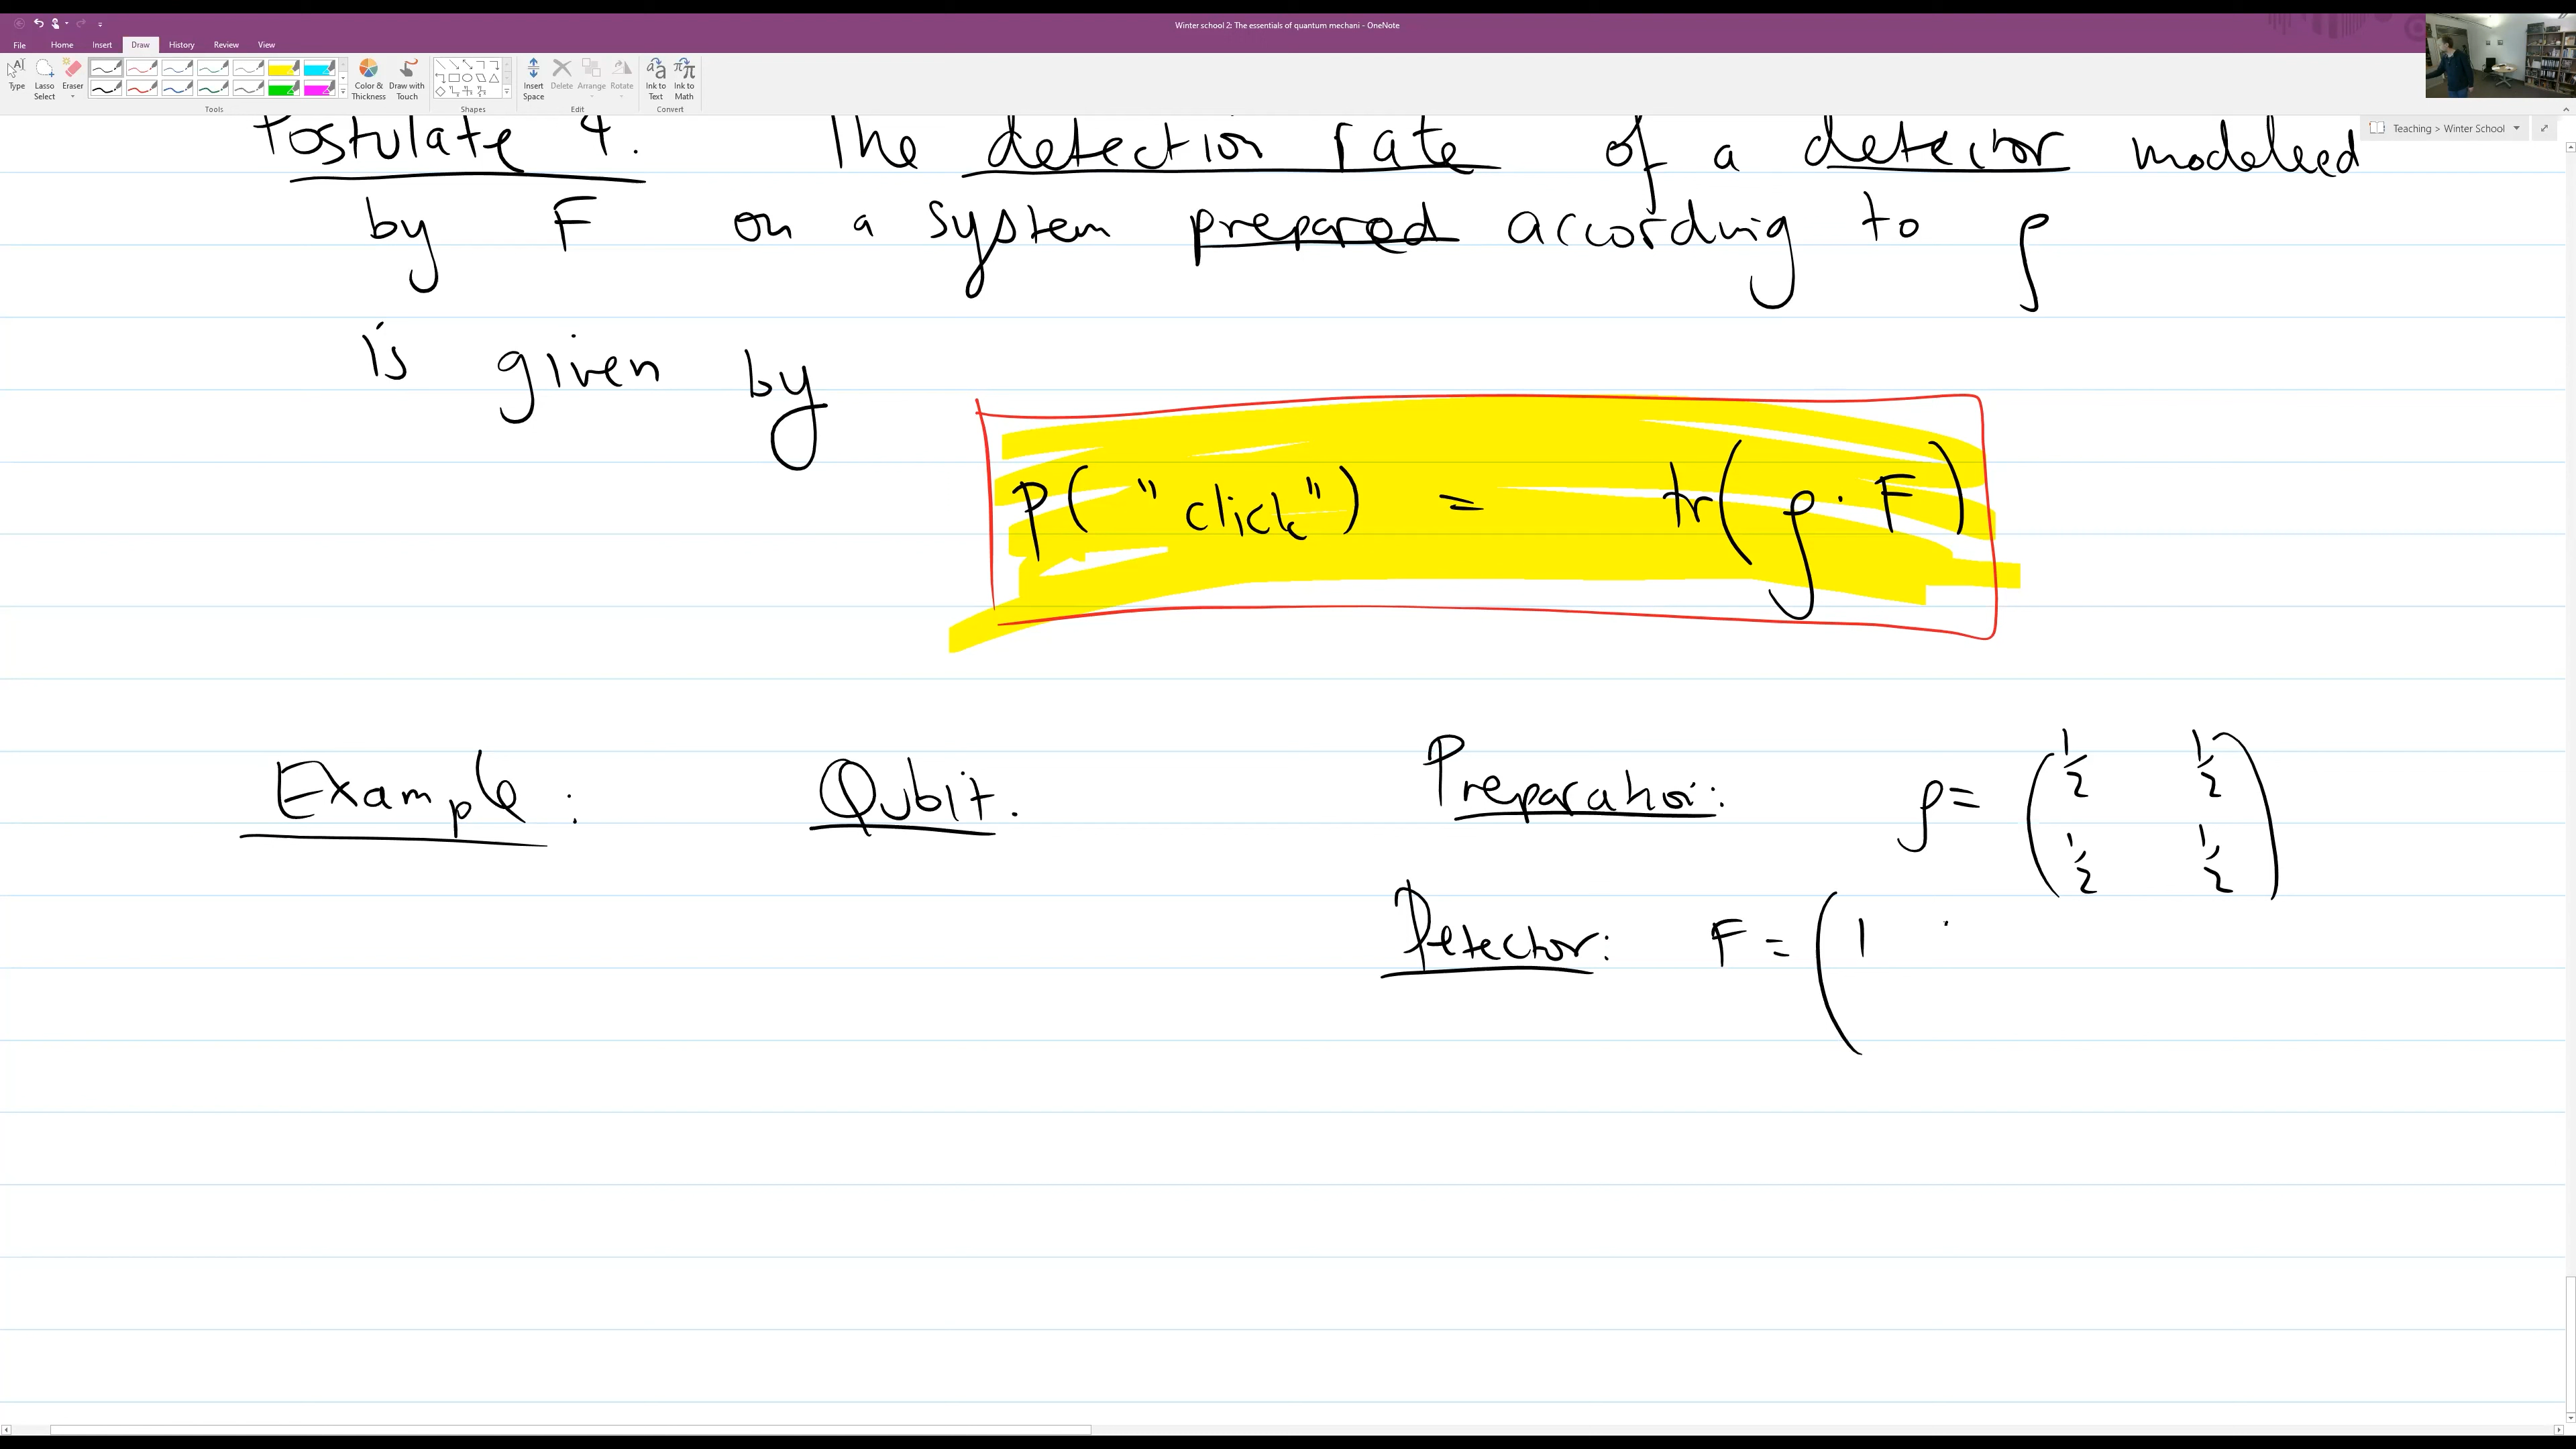 Winter school 2: The essentials of quantum mechani - OneNote
File Home Insert Draw History Review View
Type Lasso Select Eraser Color & Thickness Draw with Touch Insert Space Delete Arrange Rotate Ink to Text Ink to Math
Tools Shapes Edit Convert
Teaching > Winter School
Postulate 4. The detection rate of a detector modelled
by F on a system prepared according to ρ
is given by
p("click") = tr(ρ · F)
Example: Qubit. Preparation: ρ = (1/2 1/2
1/2 1/2)
Detector: F = (1